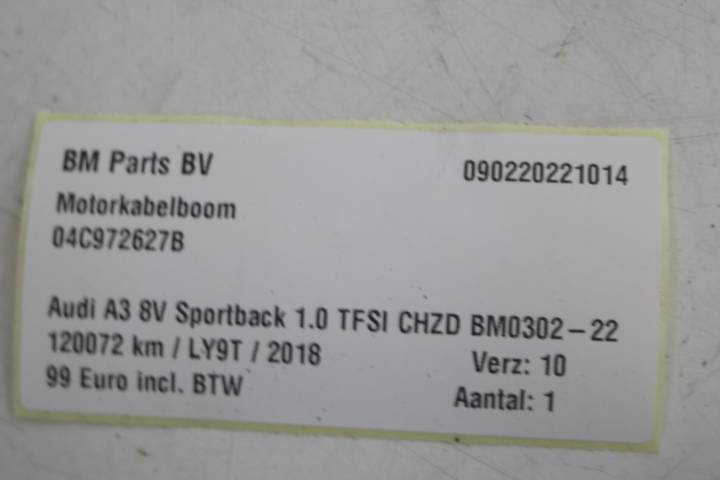 BM Parts BV 090220221014
Motorkabelboom
04C972627B
Audi A3 8V Sportback 1.0 TFSI CHZD BM0302-22
120072 km / LY9T / 2018 Verz: 10
99 Euro incl. BTW Aantal: 1